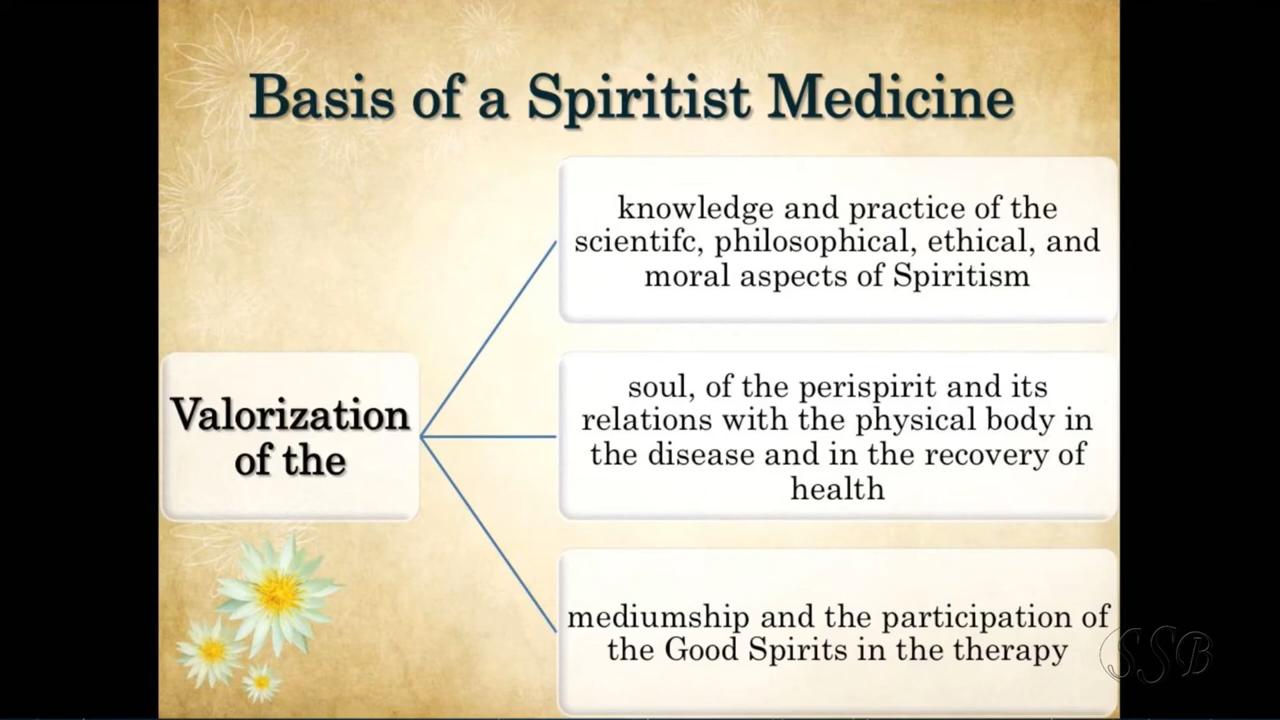 Basis of a Spiritist Medicine
Valorization
of the
knowledge and practice of the
scientifc, philosophical, ethical, and
moral aspects of Spiritism
soul, of the perispirit and its
relations with the physical body in
the disease and in the recovery of
health
mediumship and the participation of
the Good Spirits in the therapy
SSB